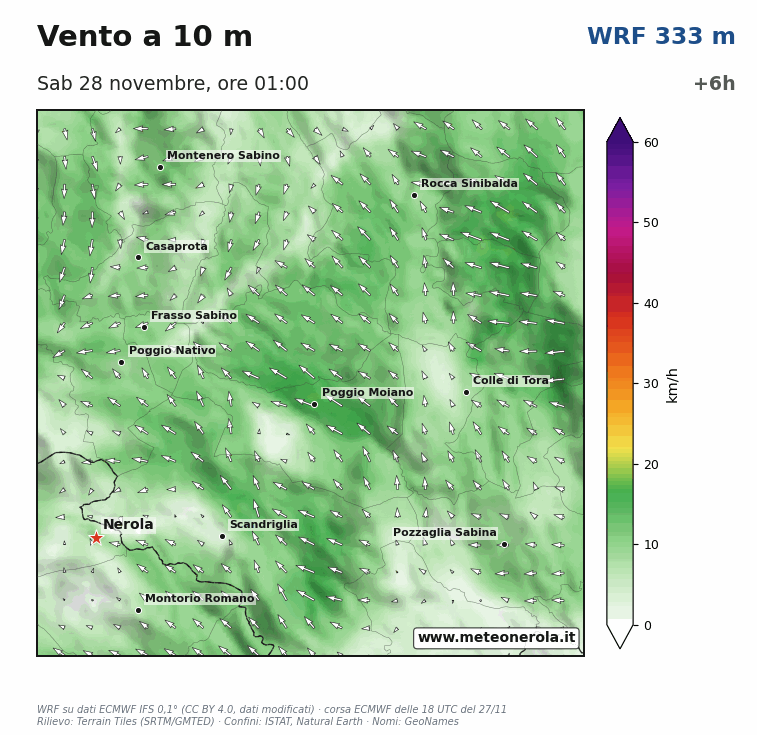 Vento a 10 m
WRF 333 m
Sab 28 novembre, ore 01:00
+6h
Montenero Sabino
Rocca Sinibalda
Casaprota
Frasso Sabino
Poggio Nativo
Colle di Tora
Poggio Moiano
Nerola
Scandriglia
Pozzaglia Sabina
Montorio Romano
www.meteonerola.it
60
50
40
30
20
10
0
km/h
WRF su dati ECMWF IFS 0,1° (CC BY 4.0, dati modificati) · corsa ECMWF delle 18 UTC del 27/11
Rilievo: Terrain Tiles (SRTM/GMTED) · Confini: ISTAT, Natural Earth · Nomi: GeoNames